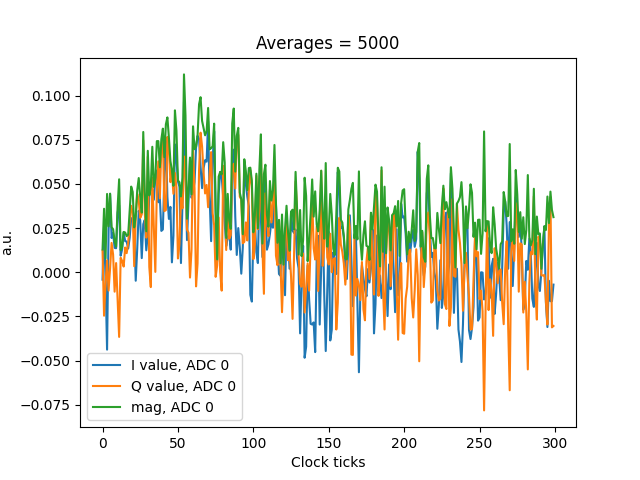 Averages = 5000
a.u.
0.100
0.075
0.050
0.025
0.000
−0.025
−0.050
−0.075
I value, ADC 0
Q value, ADC 0
mag, ADC 0
0 50 100 150 200 250 300
Clock ticks